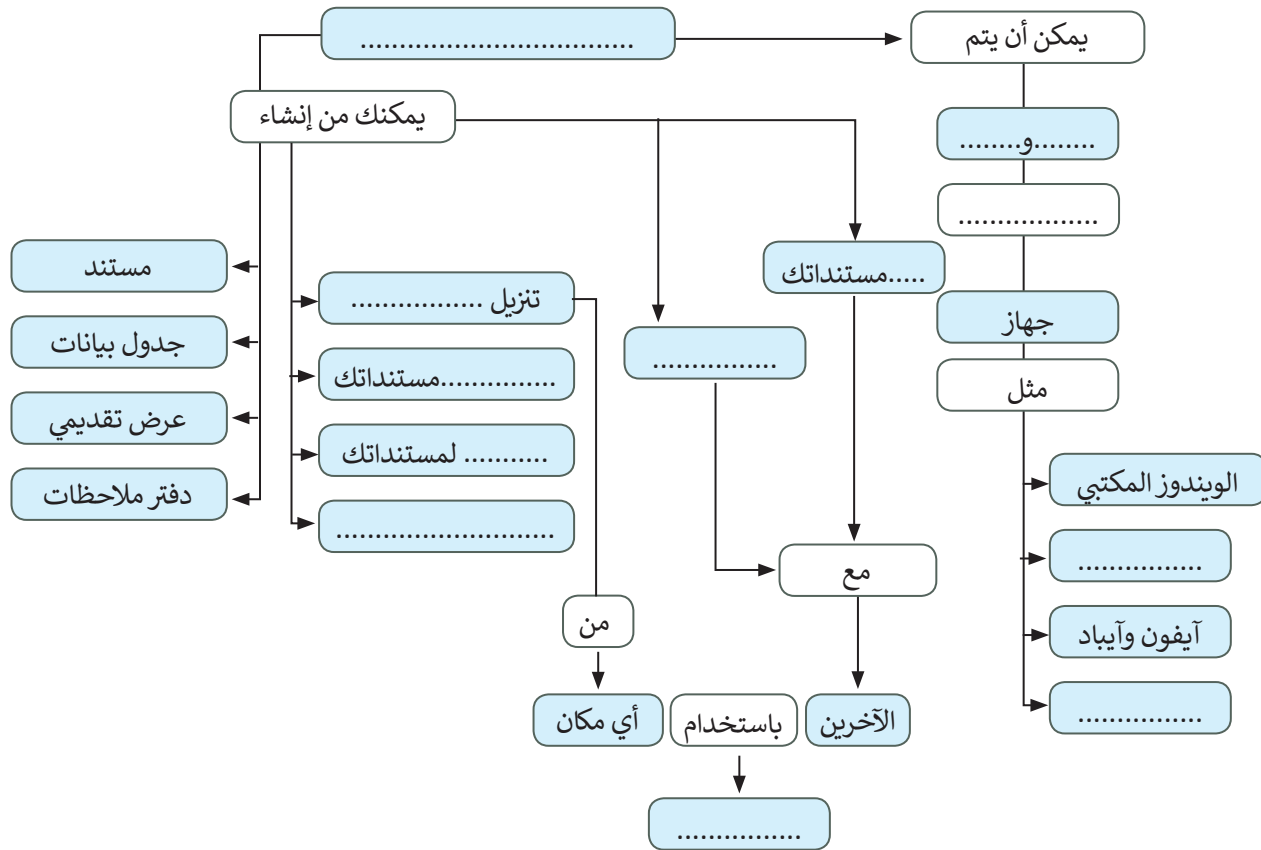 ...................................
يمكن أن يتم
يمكنك من إنشاء
........و........
..................
جهاز
مثل
الويندوز المكتبي
................
آيفون وآيباد
................
.....مستنداتك
................
مع
الآخرين
تنزيل .................
...............مستنداتك
........... لمستنداتك
............................
من
أي مكان
باستخدام
................
مستند
جدول بيانات
عرض تقديمي
دفتر ملاحظات